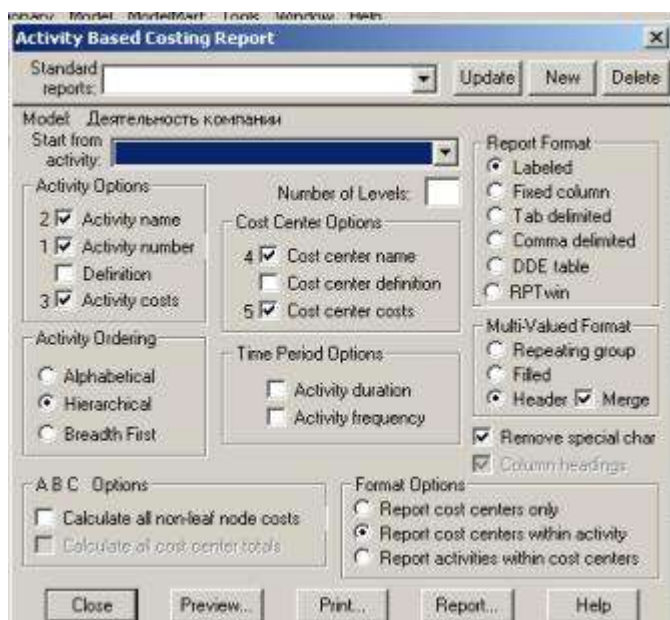 Model ModelMart Tools Window Help
Activity Based Costing Report
Standard reports:
Update New Delete
Model: Деятельность компании
Start from activity:
Number of Levels:
Activity Options
2 Activity name
1 Activity number
Definition
3 Activity costs
Cost Center Options
4 Cost center name
Cost center definition
5 Cost center costs
Report Format
Labeled
Fixed column
Tab delimited
Comma delimited
DDE table
RPTwin
Activity Ordering
Alphabetical
Hierarchical
Breadth First
Time Period Options
Activity duration
Activity frequency
Multi-Valued Format
Repeating group
Filled
Header Merge
Remove special char
Column headings
A B C Options
Calculate all non-leaf node costs
Calculate all cost center totals
Format Options
Report cost centers only
Report cost centers within activity
Report activities within cost centers
Close Preview... Print... Report... Help